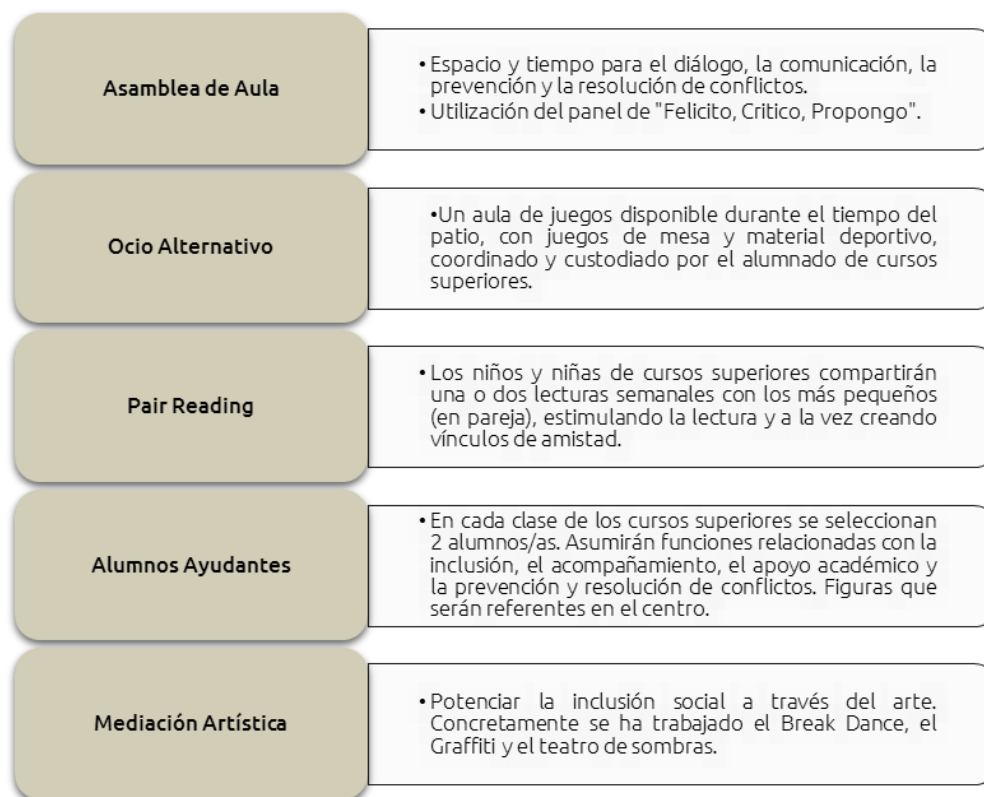 Asamblea de Aula
• Espacio y tiempo para el diálogo, la comunicación, la
prevención y la resolución de conflictos.
• Utilización del panel de "Felicito, Critico, Propongo".
Ocio Alternativo
•Un aula de juegos disponible durante el tiempo del
patio, con juegos de mesa y material deportivo,
coordinado y custodiado por el alumnado de cursos
superiores.
Pair Reading
• Los niños y niñas de cursos superiores compartirán
una o dos lecturas semanales con los más pequeños
(en pareja), estimulando la lectura y a la vez creando
vínculos de amistad.
Alumnos Ayudantes
• En cada clase de los cursos superiores se seleccionan
2 alumnos/as. Asumirán funciones relacionadas con la
inclusión, el acompañamiento, el apoyo académico y
la prevención y resolución de conflictos. Figuras que
serán referentes en el centro.
Mediación Artística
• Potenciar la inclusión social a través del arte.
Concretamente se ha trabajado el Break Dance, el
Graffiti y el teatro de sombras.